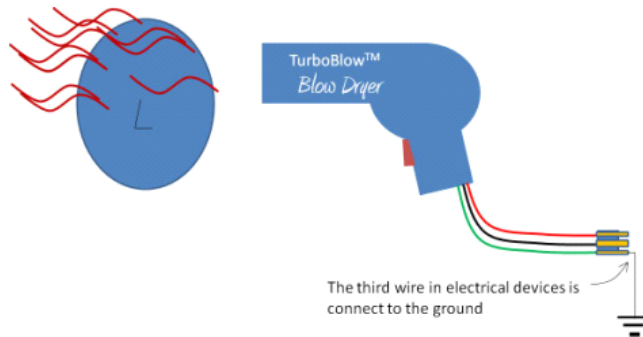 TurboBlow™
Blow Dryer
The third wire in electrical devices is
connect to the ground